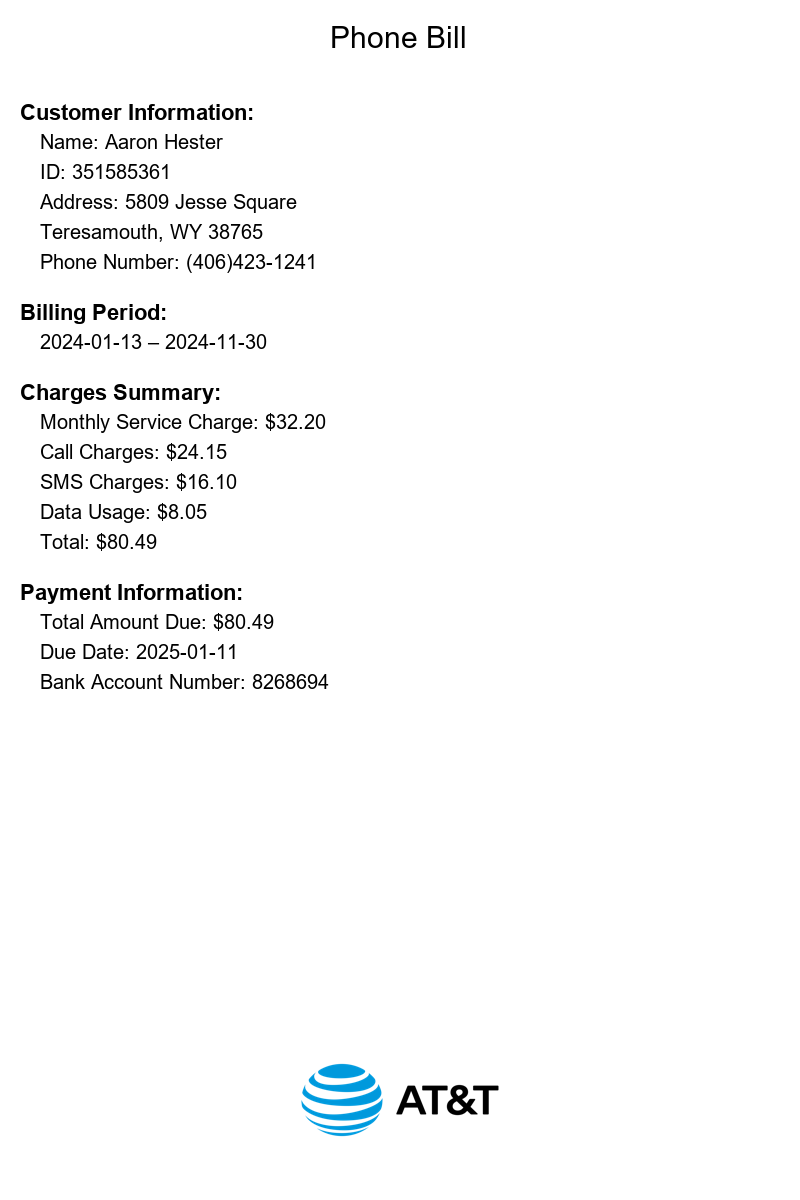 Phone Bill
Customer Information:
Name: Aaron Hester
ID: 351585361
Address: 5809 Jesse Square
Teresamouth, WY 38765
Phone Number: (406)423-1241
Billing Period:
2024-01-13 – 2024-11-30
Charges Summary:
Monthly Service Charge: $32.20
Call Charges: $24.15
SMS Charges: $16.10
Data Usage: $8.05
Total: $80.49
Payment Information:
Total Amount Due: $80.49
Due Date: 2025-01-11
Bank Account Number: 8268694
AT&T